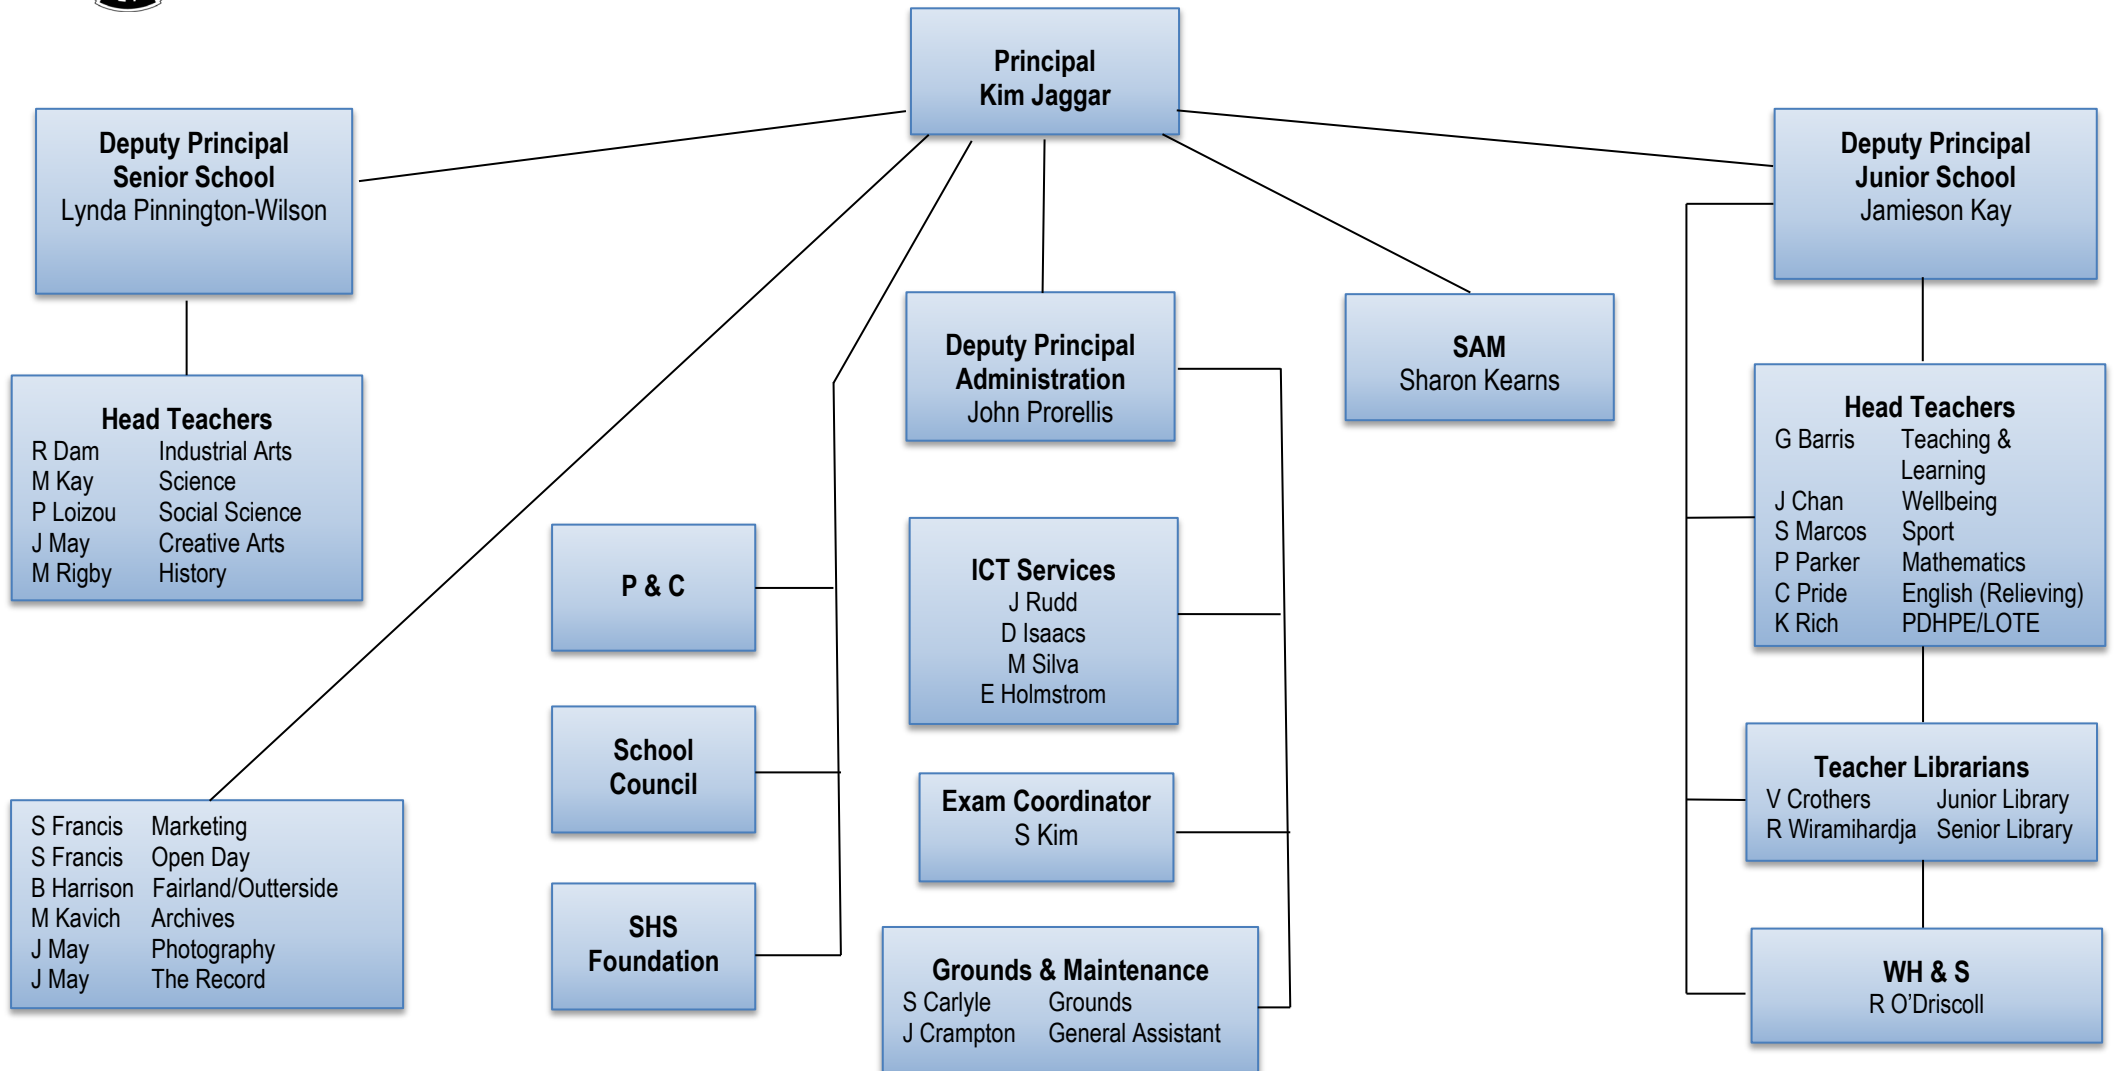 Principal
Kim Jaggar
Deputy Principal
Senior School
Lynda Pinnington-Wilson
Deputy Principal
Junior School
Jamieson Kay
Deputy Principal
Administration
John Prorellis
SAM
Sharon Kearns
Head Teachers
R Dam Industrial Arts
M Kay Science
P Loizou Social Science
J May Creative Arts
M Rigby History
Head Teachers
G Barris Teaching &
Learning
J Chan Wellbeing
S Marcos Sport
P Parker Mathematics
C Pride English (Relieving)
K Rich PDHPE/LOTE
P & C
ICT Services
J Rudd
D Isaacs
M Silva
E Holmstrom
School
Council
Teacher Librarians
V Crothers Junior Library
R Wiramihardja Senior Library
Exam Coordinator
S Kim
S Francis Marketing
S Francis Open Day
B Harrison Fairland/Outterside
M Kavich Archives
J May Photography
J May The Record
SHS
Foundation
Grounds & Maintenance
S Carlyle Grounds
J Crampton General Assistant
WH & S
R O’Driscoll